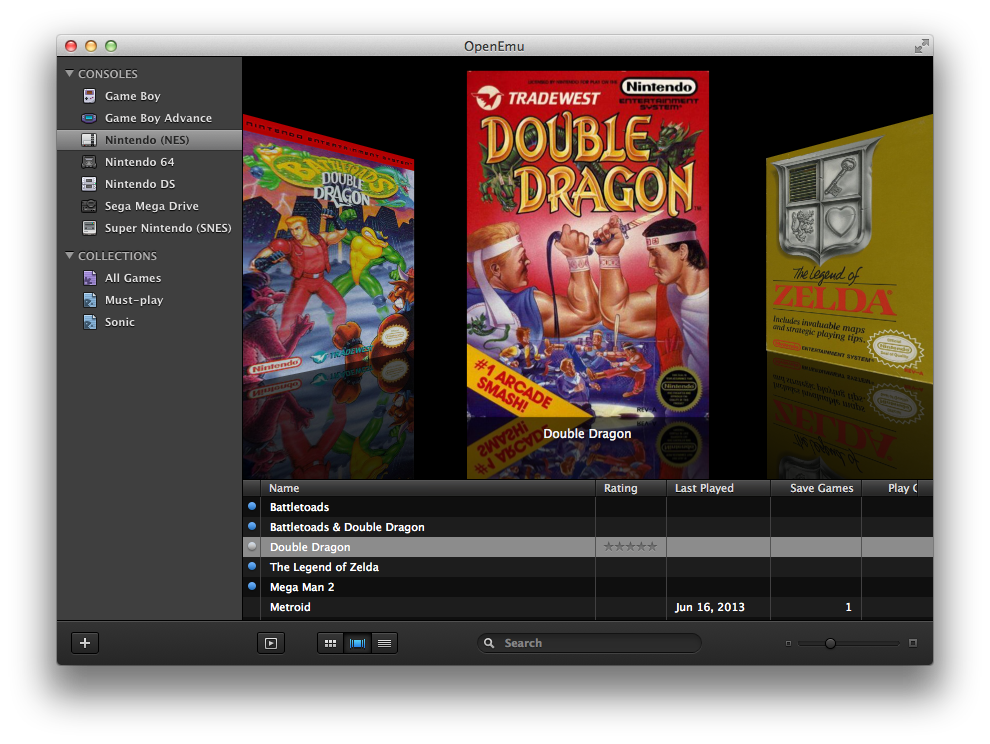 OpenEmu
CONSOLES
Game Boy
Game Boy Advance
Nintendo (NES)
Nintendo 64
Nintendo DS
Sega Mega Drive
Super Nintendo (SNES)
COLLECTIONS
All Games
Must-play
Sonic
NINTENDO ENTERTAINMENT SYSTEM
BATTLETOADS
DOUBLE
DRAGON
Nintendo
TRADEWEST
LICENSED BY NINTENDO FOR PLAY ON THE
Nintendo
ENTERTAINMENT
SYSTEM
TRADEWEST
DOUBLE
DRAGON
#1 ARCADE
SMASH!
REV-A
Nintendo
The Legend of
ZELDA
Includes invaluable maps
and strategic playing tips.
Nintendo
ENTERTAINMENT SYSTEM
Nintendo
Double Dragon
Name Rating Last Played Save Games Play C
Battletoads
Battletoads & Double Dragon
Double Dragon ★★★★★
The Legend of Zelda
Mega Man 2
Metroid Jun 16, 2013 1
Search